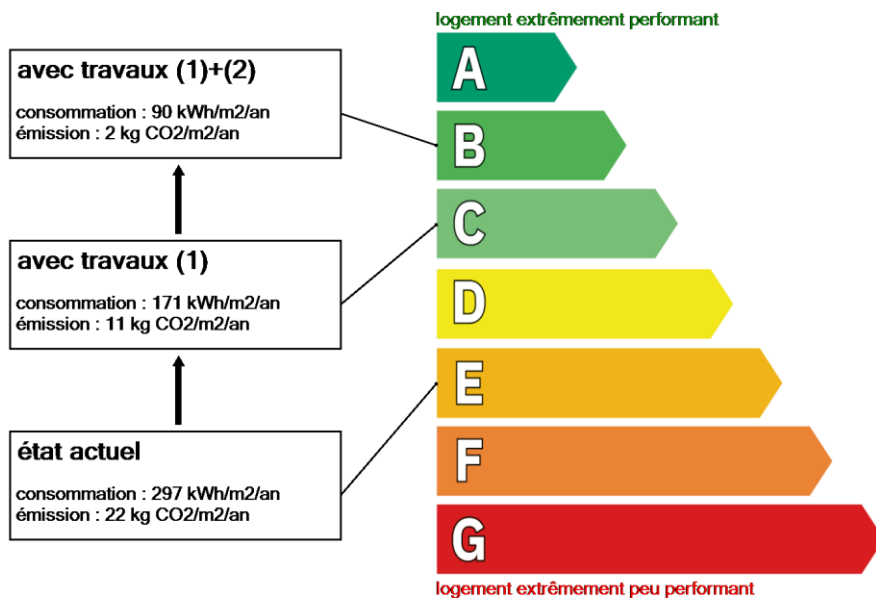 logement extrêmement performant
avec travaux (1)+(2)
consommation : 90 kWh/m2/an
émission : 2 kg CO2/m2/an
avec travaux (1)
consommation : 171 kWh/m2/an
émission : 11 kg CO2/m2/an
état actuel
consommation : 297 kWh/m2/an
émission : 22 kg CO2/m2/an
A
B
C
D
E
F
G
logement extrêmement peu performant